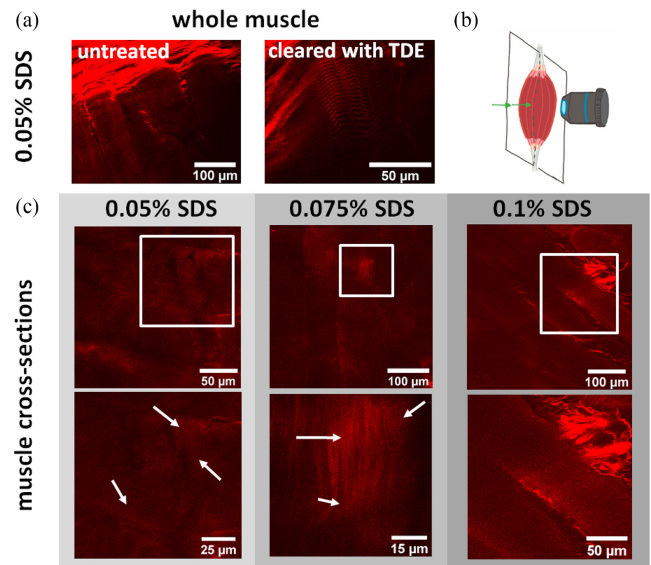 (a)
whole muscle
(b)
0.05% SDS
untreated
cleared with TDE
100 µm
50 µm
(c)
0.05% SDS
0.075% SDS
0.1% SDS
muscle cross-sections
50 µm
100 µm
100 µm
25 µm
15 µm
50 µm